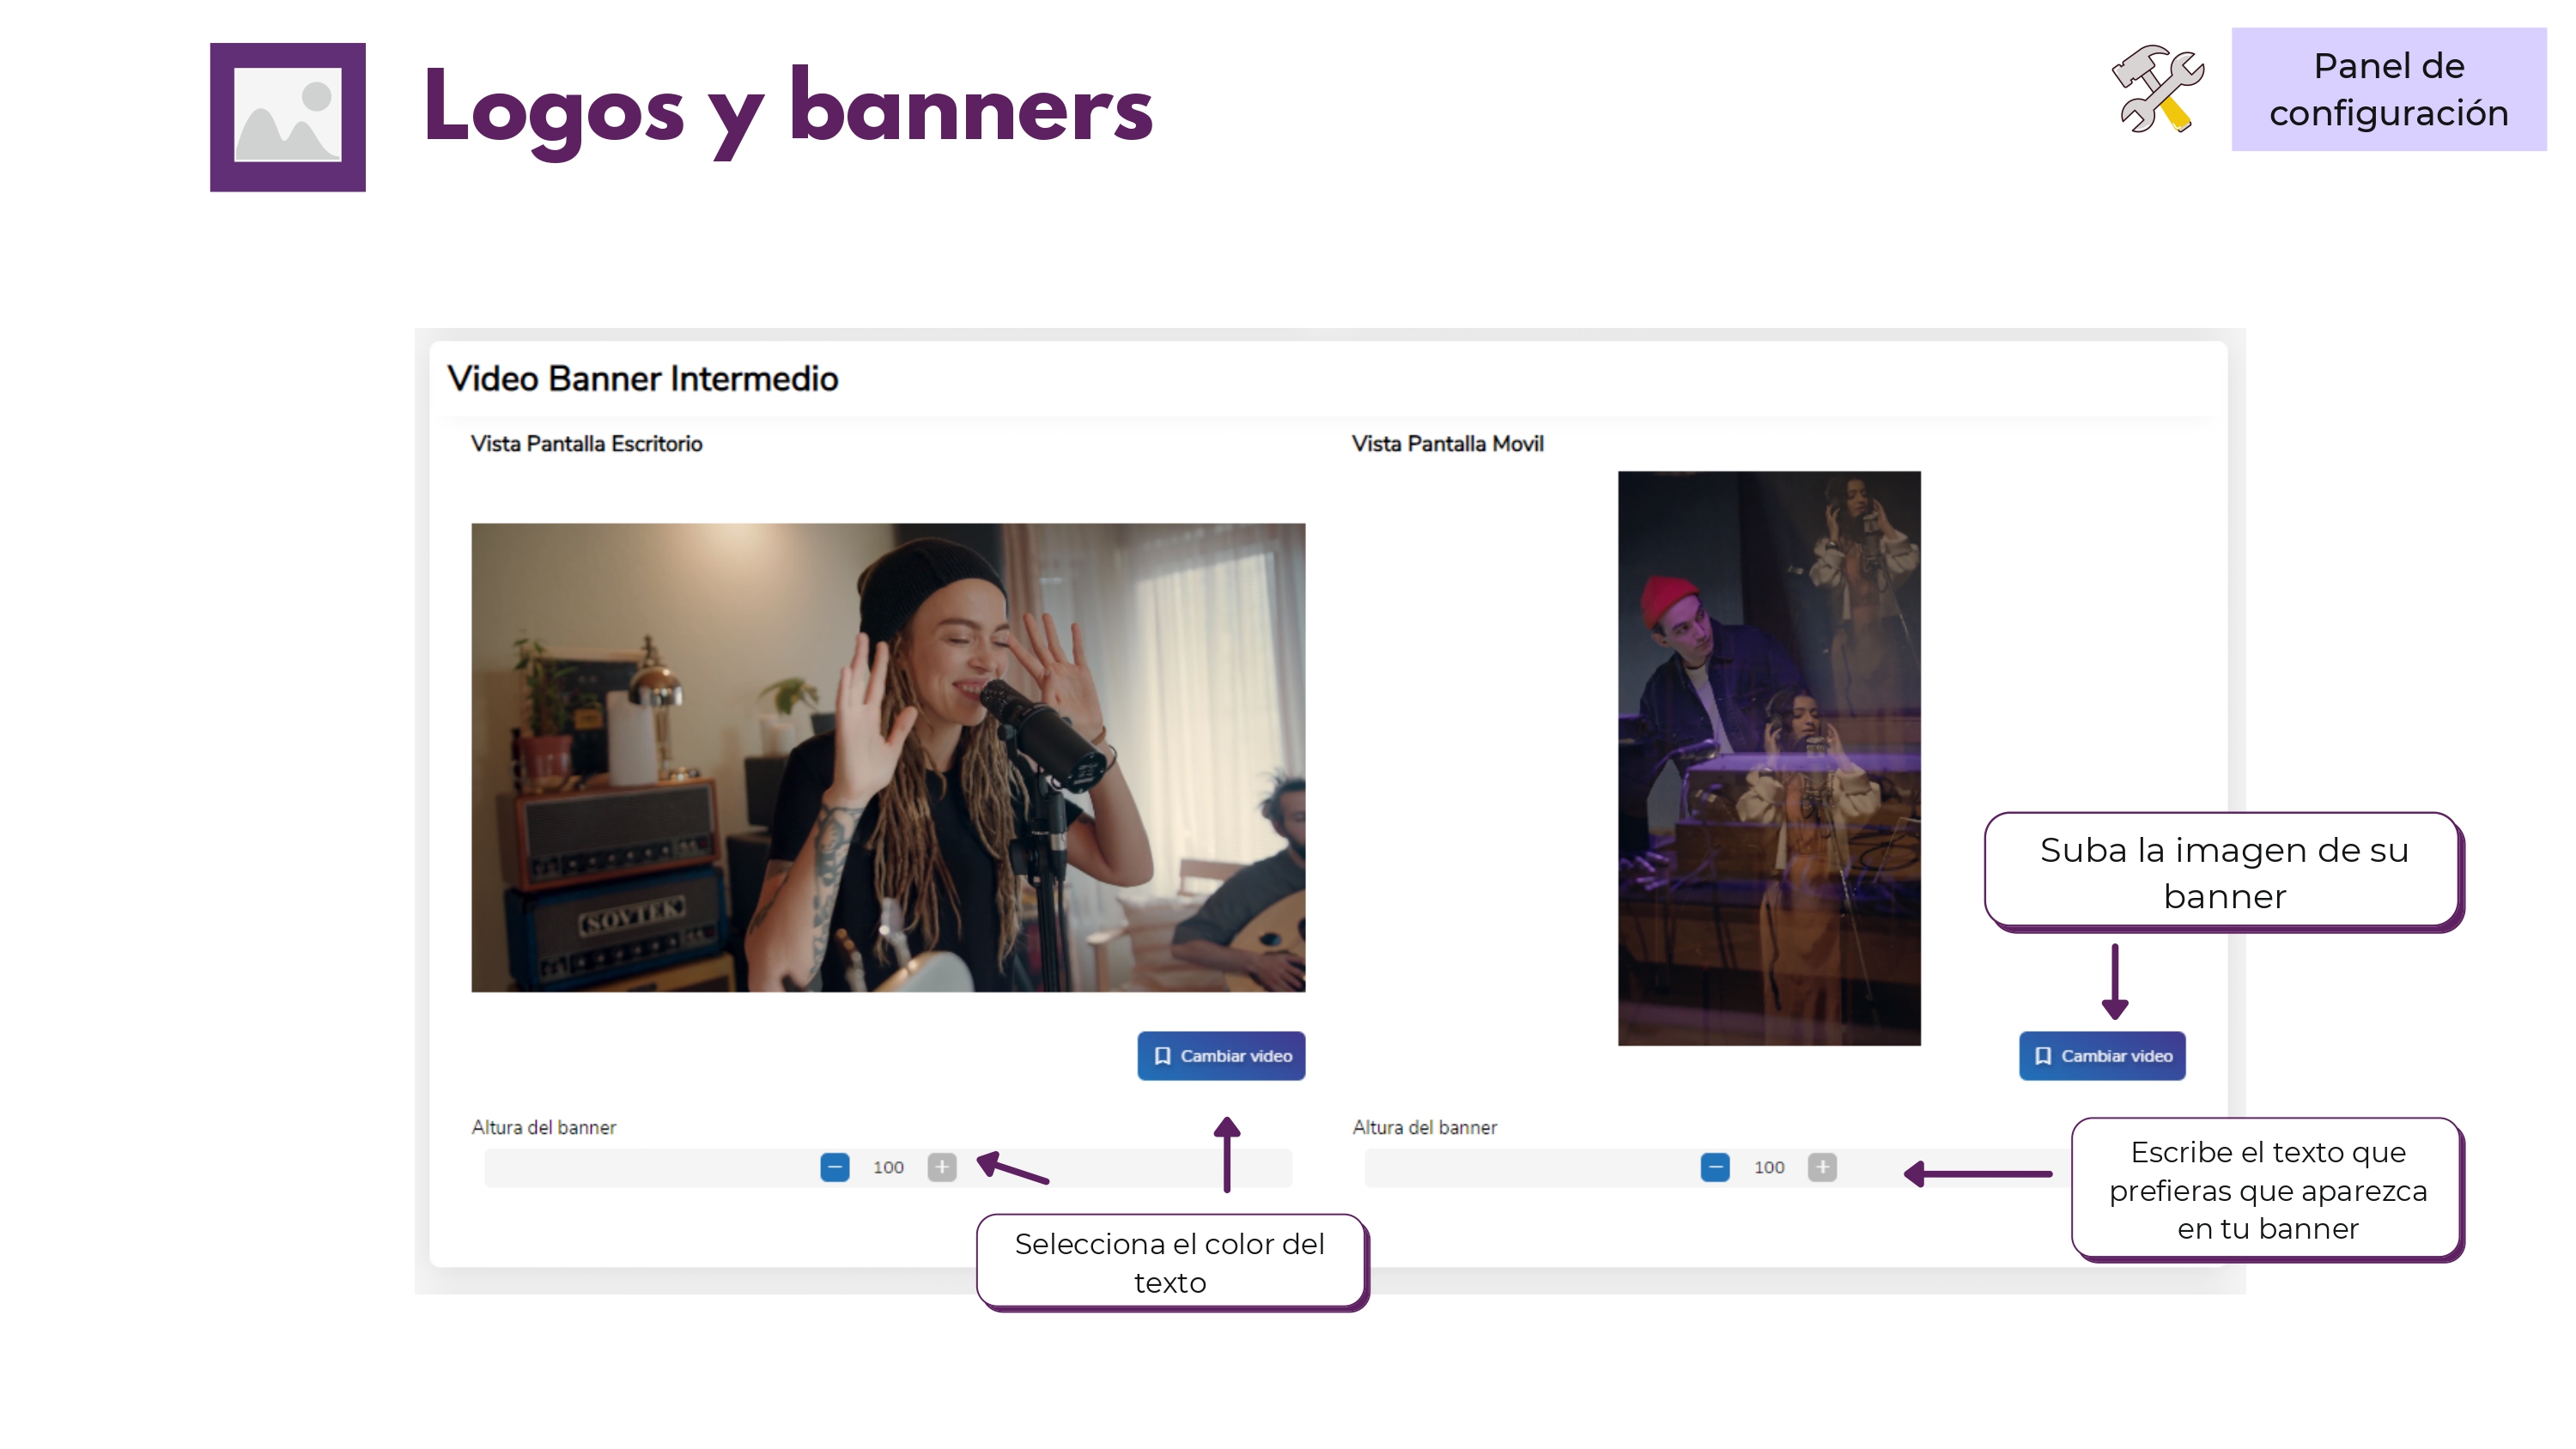 Logos y banners
Panel de
configuración
Video Banner Intermedio
Vista Pantalla Escritorio
Vista Pantalla Movil
SOVTEK
Suba la imagen de su
banner
Cambiar video
Cambiar video
Altura del banner
Altura del banner
100
100
Escribe el texto que
prefieras que aparezca
en tu banner
Selecciona el color del
texto